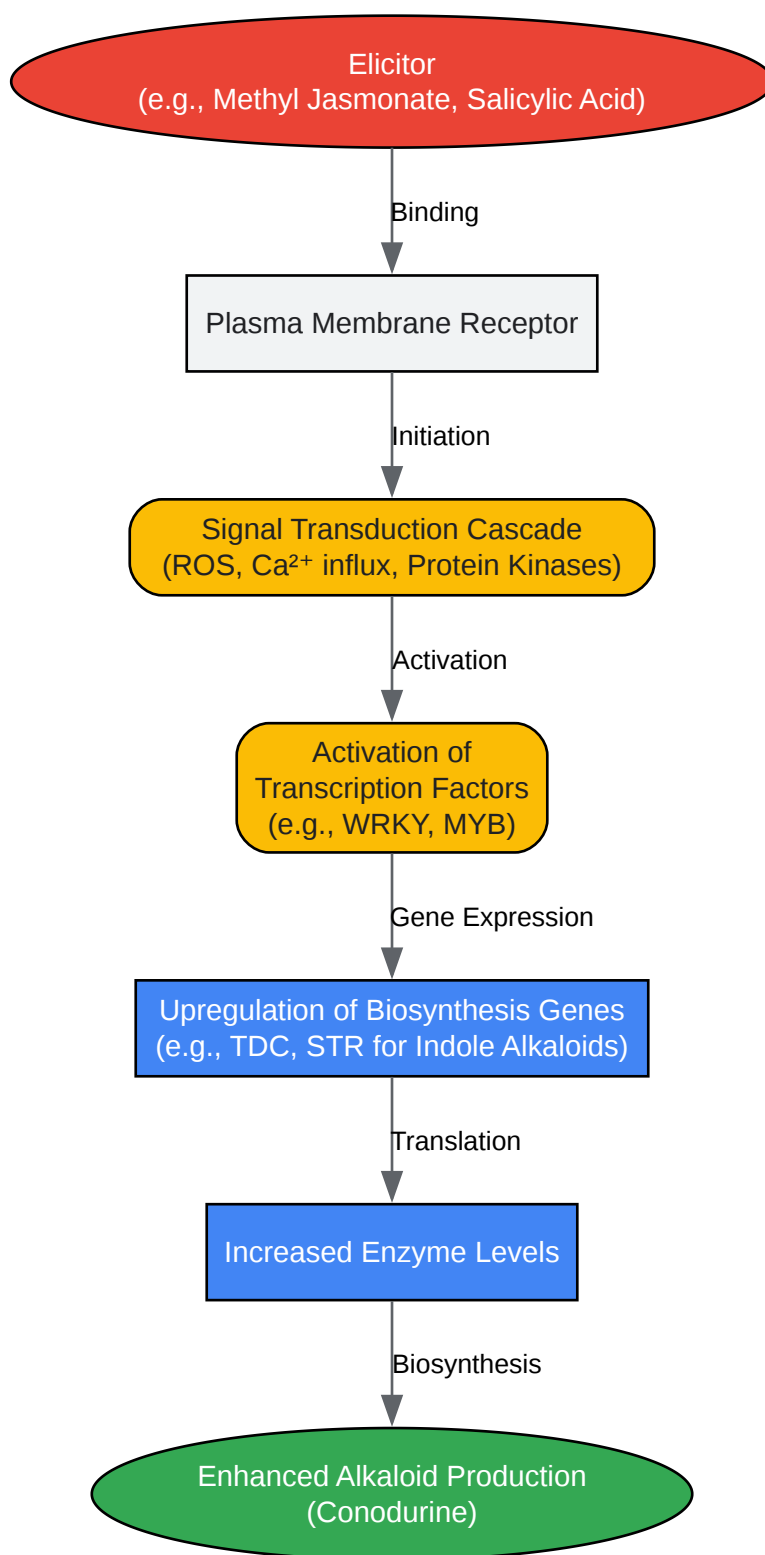 Elicitor
(e.g., Methyl Jasmonate, Salicylic Acid)
Binding
Plasma Membrane Receptor
Initiation
Signal Transduction Cascade
(ROS, Ca²⁺ influx, Protein Kinases)
Activation
Activation of
Transcription Factors
(e.g., WRKY, MYB)
Gene Expression
Upregulation of Biosynthesis Genes
(e.g., TDC, STR for Indole Alkaloids)
Translation
Increased Enzyme Levels
Biosynthesis
Enhanced Alkaloid Production
(Conodurine)